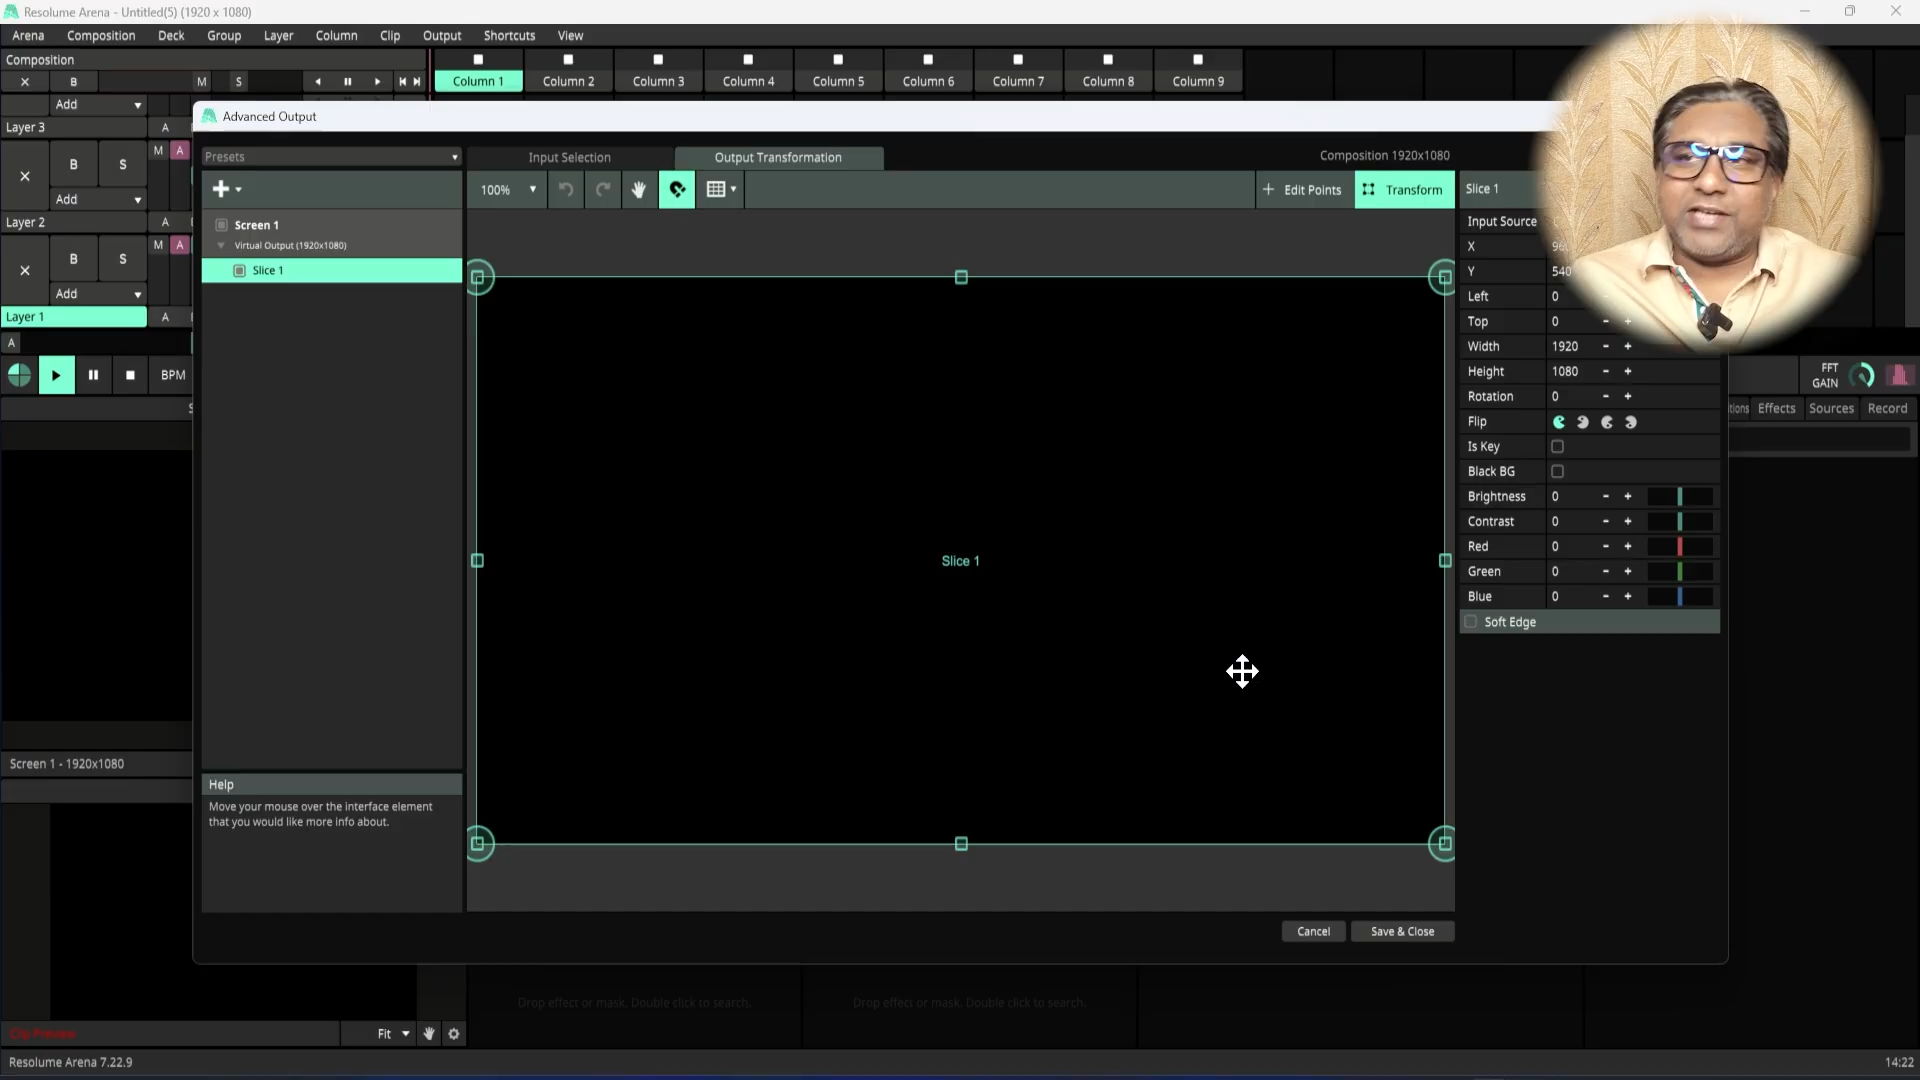 Resolume Arena - Untitled(5) (1920 x 1080)
Arena Composition Deck Group Layer Column Clip Output Shortcuts View
Composition
B M S
Column 1 Column 2 Column 3 Column 4 Column 5 Column 6 Column 7 Column 8 Column 9
Add
Layer 3 A
Advanced Output
B S M A
Presets Input Selection Output Transformation Composition 1920x1080
100% Edit Points Transform Slice 1
Add
Layer 2 A
Screen 1
Virtual Output (1920x1080)
Slice 1
B S M A
Add
Layer 1 A
A
BPM
Input Source
X
Y 540
Left 0
Top 0 - +
Width 1920 - +
Height 1080 - +
Rotation 0 - +
Flip
Is Key
Black BG
Brightness 0 - +
Contrast 0 - +
Red 0 - +
Green 0 - +
Blue 0 - +
Soft Edge
Slice 1
FFT
GAIN
Effects Sources Record
Screen 1 - 1920x1080
Help
Move your mouse over the interface element
that you would like more info about.
Cancel Save & Close
Drop effect or mask. Double click to search. Drop effect or mask. Double click to search.
Clip Preview Fit
Resolume Arena 7.22.9 14:22